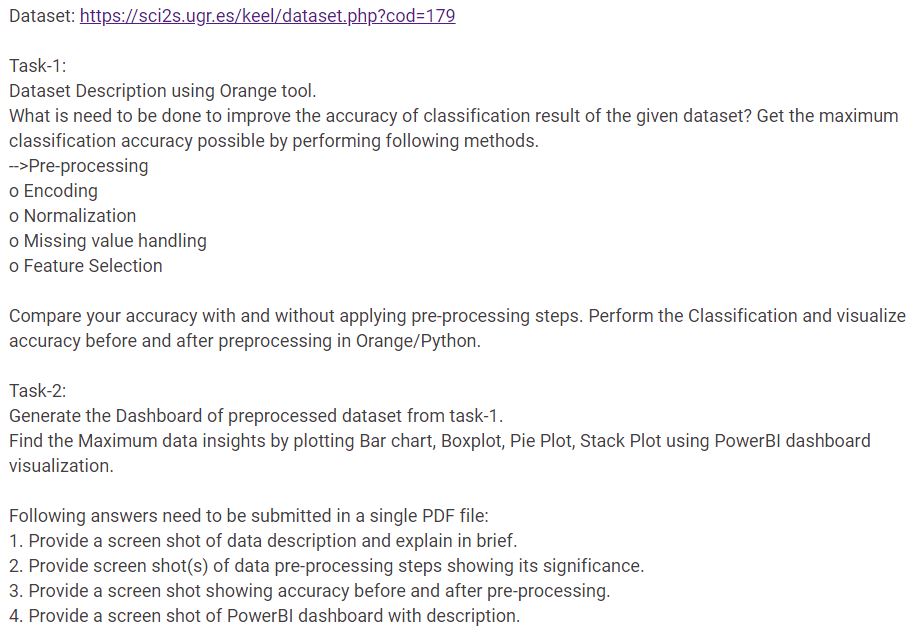 Dataset: https://sci2s.ugr.es/keel/dataset.php?cod=179
Task-1:
Dataset Description using Orange tool.
What is need to be done to improve the accuracy of classification result of the given dataset? Get the maximum
classification accuracy possible by performing following methods.
-->Pre-processing
o Encoding
o Normalization
o Missing value handling
o Feature Selection
Compare your accuracy with and without applying pre-processing steps. Perform the Classification and visualize
accuracy before and after preprocessing in Orange/Python.
Task-2:
Generate the Dashboard of preprocessed dataset from task-1.
Find the Maximum data insights by plotting Bar chart, Boxplot, Pie Plot, Stack Plot using PowerBI dashboard
visualization.
Following answers need to be submitted in a single PDF file:
1. Provide a screen shot of data description and explain in brief.
2. Provide screen shot(s) of data pre-processing steps showing its significance.
3. Provide a screen shot showing accuracy before and after pre-processing.
4. Provide a screen shot of PowerBI dashboard with description.